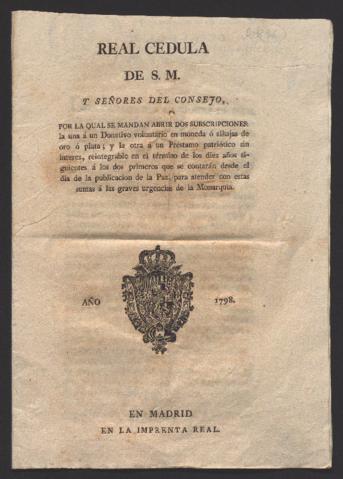 REAL CEDULA
DE S. M.
Y SEÑORES DEL CONSEJO,
POR LA QUAL SE MANDAN ABRIR DOS SUBSCRIPCIONES:
la una á un Donativo voluntario en moneda ó alhajas de
oro ó plata; y la otra á un Préstamo patriótico sin
interes, reintegrable en el término de los diez años si-
guientes á los dos primeros que se contarán desde el
dia de la publicacion de la Paz, para atender con estas
sumas á las graves urgencias de la Monarquía.
AÑO 1798.
EN MADRID
EN LA IMPRENTA REAL.